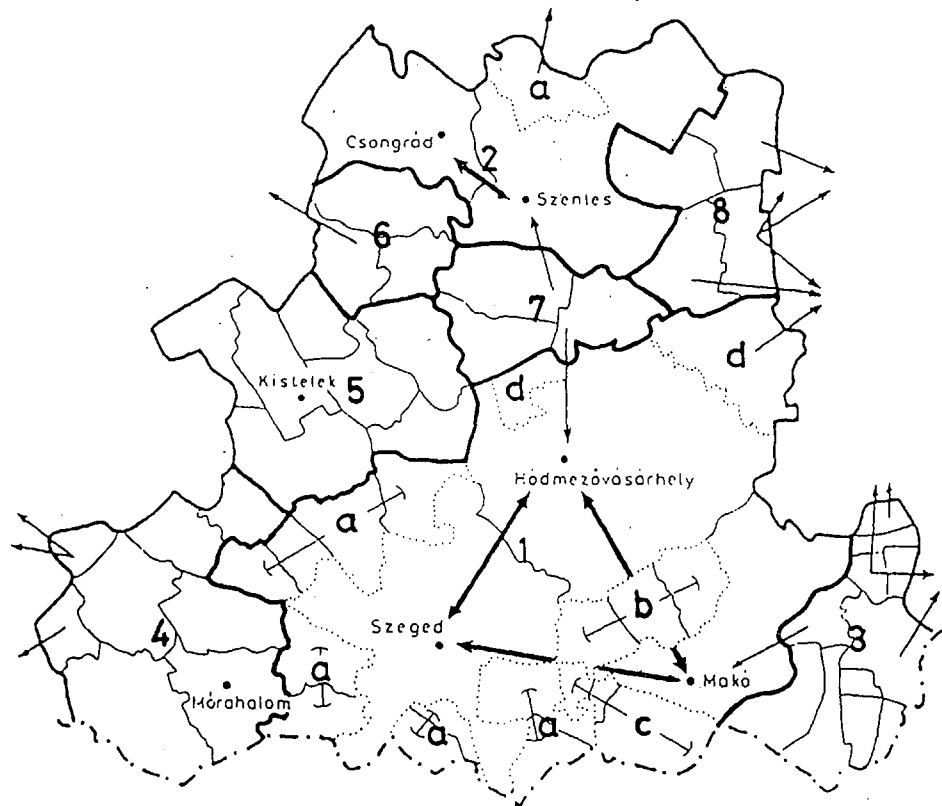 a
Csongrád
2
Szentes
8
6
7
d
d
Kistelek
5
Hódmezővásárhely
a
1
b
Szeged
4
3
a
Makó
Mórahalom
a
a
c